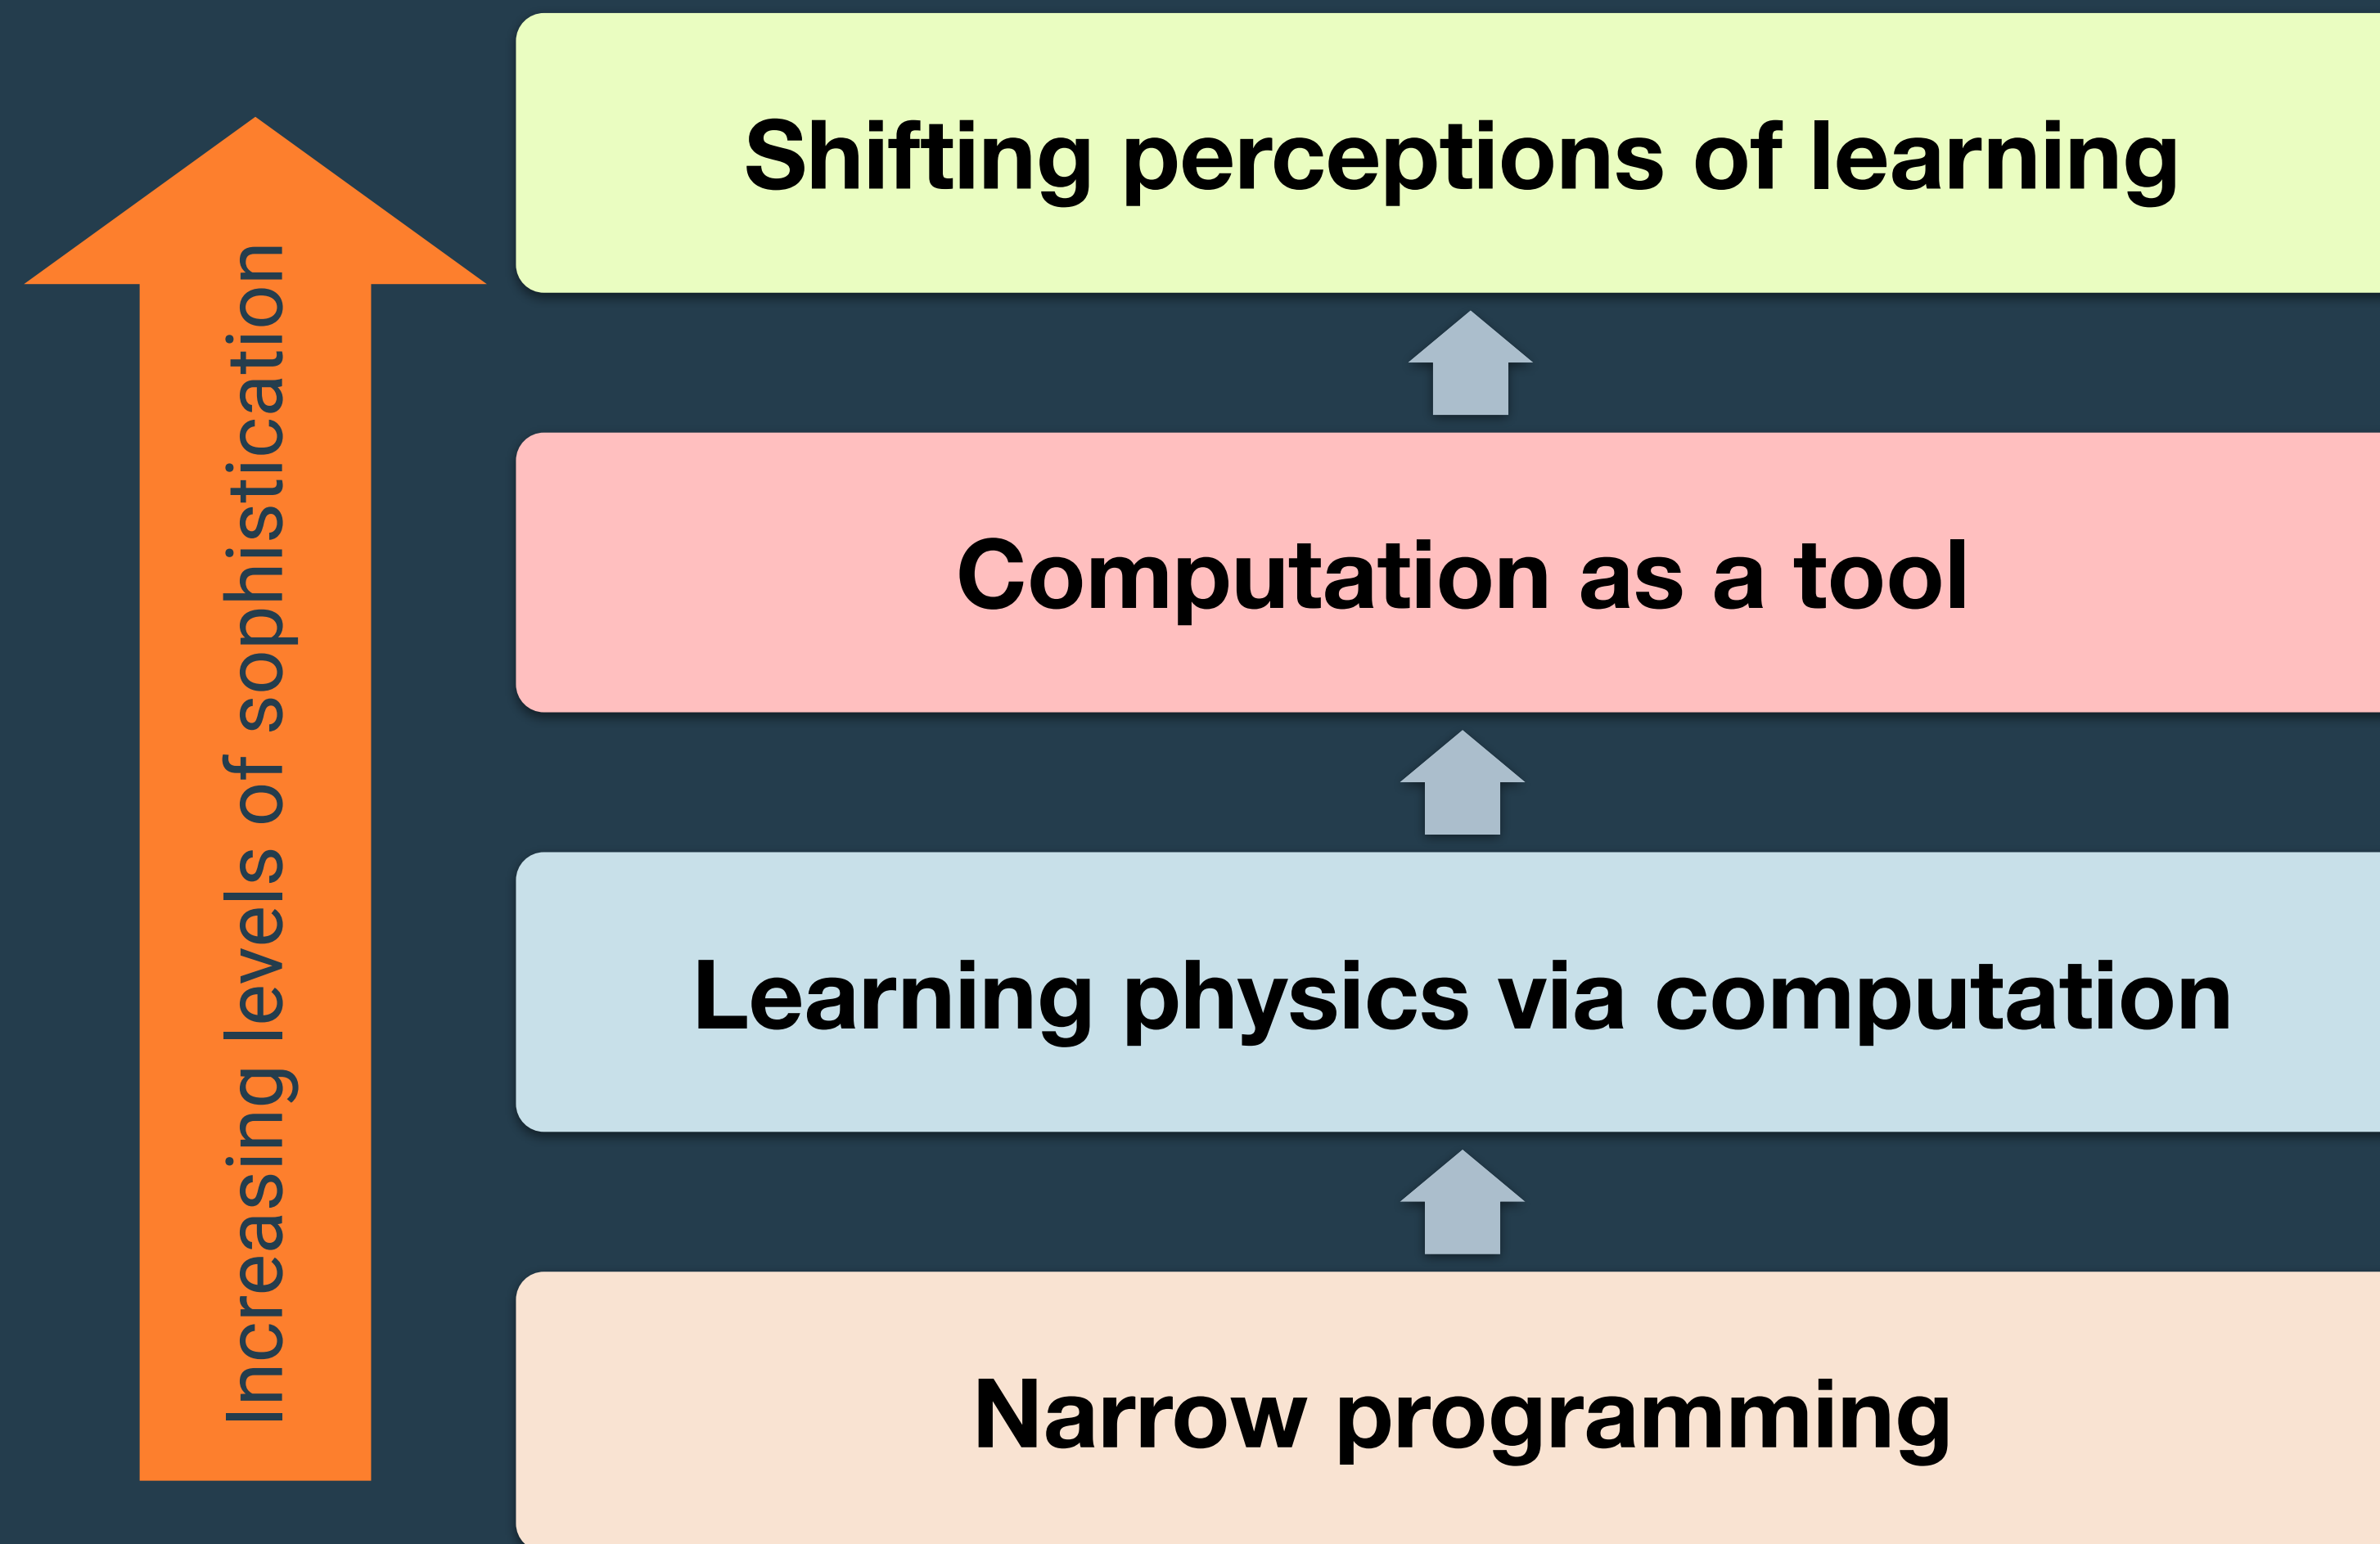 Increasing levels of sophistication
Shifting perceptions of learning
Computation as a tool
Learning physics via computation
Narrow programming